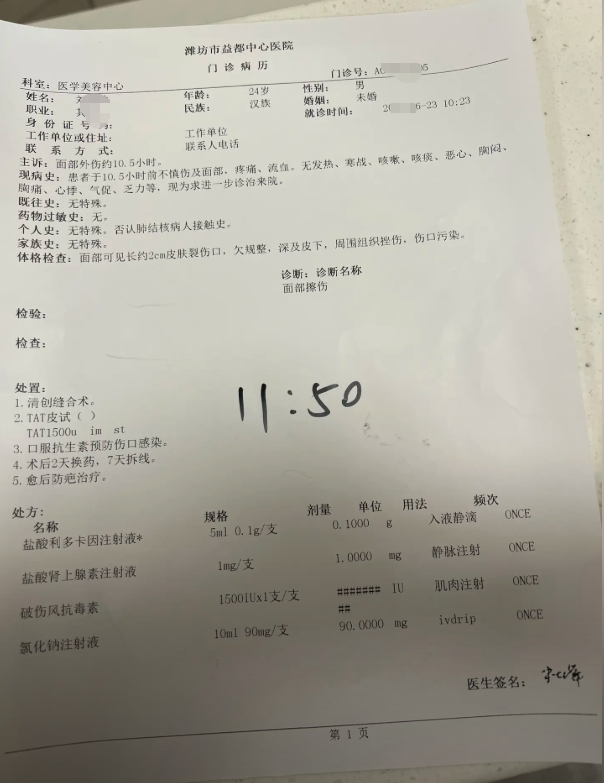 潍坊市益都中心医院
门诊病历
科室：医学美容中心 门诊号：AC 05
姓名： 年龄： 24岁 性别： 男
职业： 民族： 汉族 婚姻： 未婚
身份证号码： 就诊时间： 20 6-23 10:23
工作单位或住址： 工作单位
联系方式： 联系人电话
主诉：面部外伤约10.5小时。
现病史：患者于10.5小时前不慎伤及面部，疼痛、流血。无发热、寒战、咳嗽、咳痰、恶心、胸闷、
胸痛、心悸、气促、乏力等，现为求进一步诊治来院。
既往史：无特殊。
药物过敏史：无。
个人史：无特殊。否认肺结核病人接触史。
家族史：无特殊。
体格检查：面部可见长约2cm皮肤裂伤口，欠规整，深及皮下，周围组织挫伤，伤口污染。
诊断：诊断名称
面部擦伤
检验：
检查：
处置：
11:50
1.清创缝合术。
2.TAT皮试（ ）
TAT1500u im st
3.口服抗生素预防伤口感染。
4.术后2天换药，7天拆线。
5.愈后防疤治疗。
处方：
名称 规格 剂量 单位 用法 频次
盐酸利多卡因注射液* 5ml 0.1g/支 0.1000 g 入液静滴 ONCE
盐酸肾上腺素注射液 1mg/支 1.0000 mg 静脉注射 ONCE
破伤风抗毒素 1500IUx1支/支 ####### IU 肌肉注射 ONCE
##
氯化钠注射液 10ml 90mg/支 90.0000 mg ivdrip ONCE
医生签名：
第 1 页